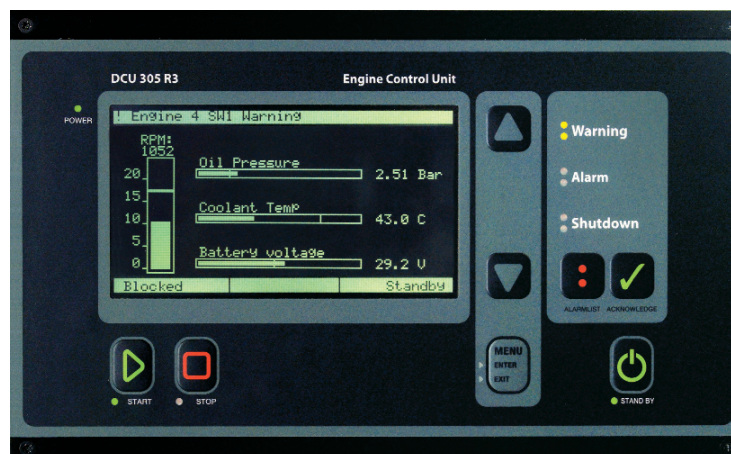 DCU 305 R3
Engine Control Unit
POWER
! Engine 4 SW1 Warning
RPM:
1052
20
15
10
5
0
Oil Pressure
2.51 Bar
Coolant Temp
43.0 C
Battery voltage
29.2 V
Blocked
Standby
Warning
Alarm
Shutdown
ALARMLIST
ACKNOWLEDGE
MENU
ENTER
EXIT
START
STOP
STAND BY